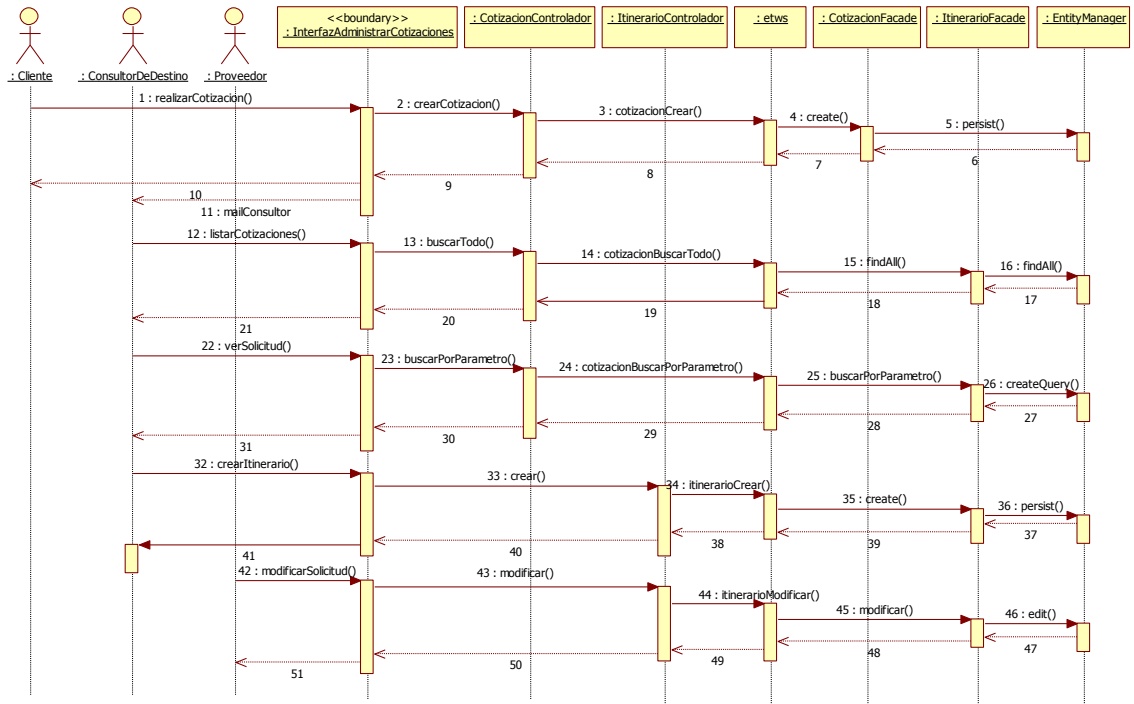 <<boundary>>
: InterfazAdministrarCotizaciones
: CotizacionControlador
: ItinerarioControlador
: etws
: CotizacionFacade
: ItinerarioFacade
: EntityManager
: Cliente
: ConsultorDeDestino
: Proveedor
1 : realizarCotizacion()
2 : crearCotizacion()
3 : cotizacionCrear()
4 : create()
5 : persist()
6
7
8
9
10
11 : mailConsultor
12 : listarCotizaciones()
13 : buscarTodo()
14 : cotizacionBuscarTodo()
15 : findAll()
16 : findAll()
17
18
19
20
21
22 : verSolicitud()
23 : buscarPorParametro()
24 : cotizacionBuscarPorParametro()
25 : buscarPorParametro()
26 : createQuery()
27
28
29
30
31
32 : crearItinerario()
33 : crear()
34 : itinerarioCrear()
35 : create()
36 : persist()
37
38
39
40
41
42 : modificarSolicitud()
43 : modificar()
44 : itinerarioModificar()
45 : modificar()
46 : edit()
47
48
49
50
51